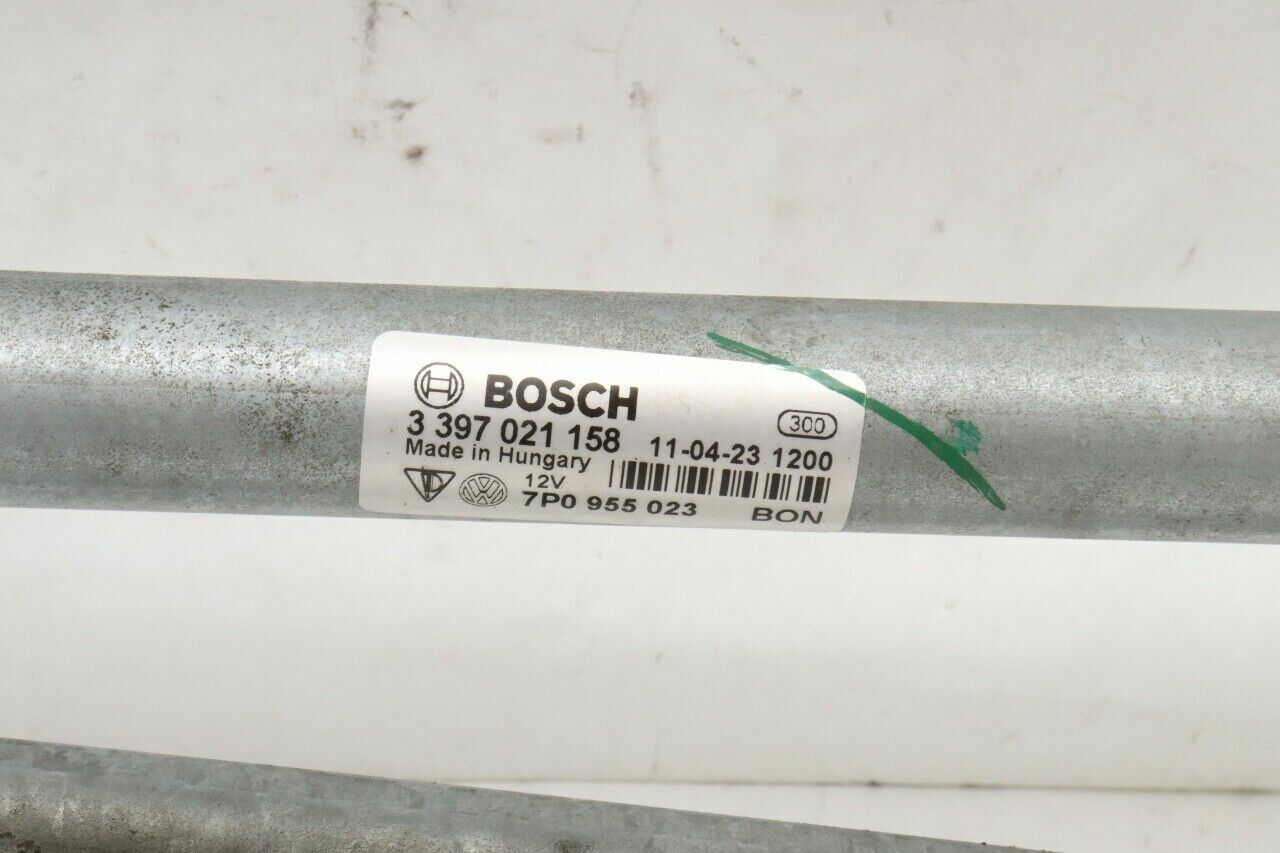 BOSCH
300
3 397 021 158 11-04-23 1200
Made in Hungary
12V
7P0 955 023 BON